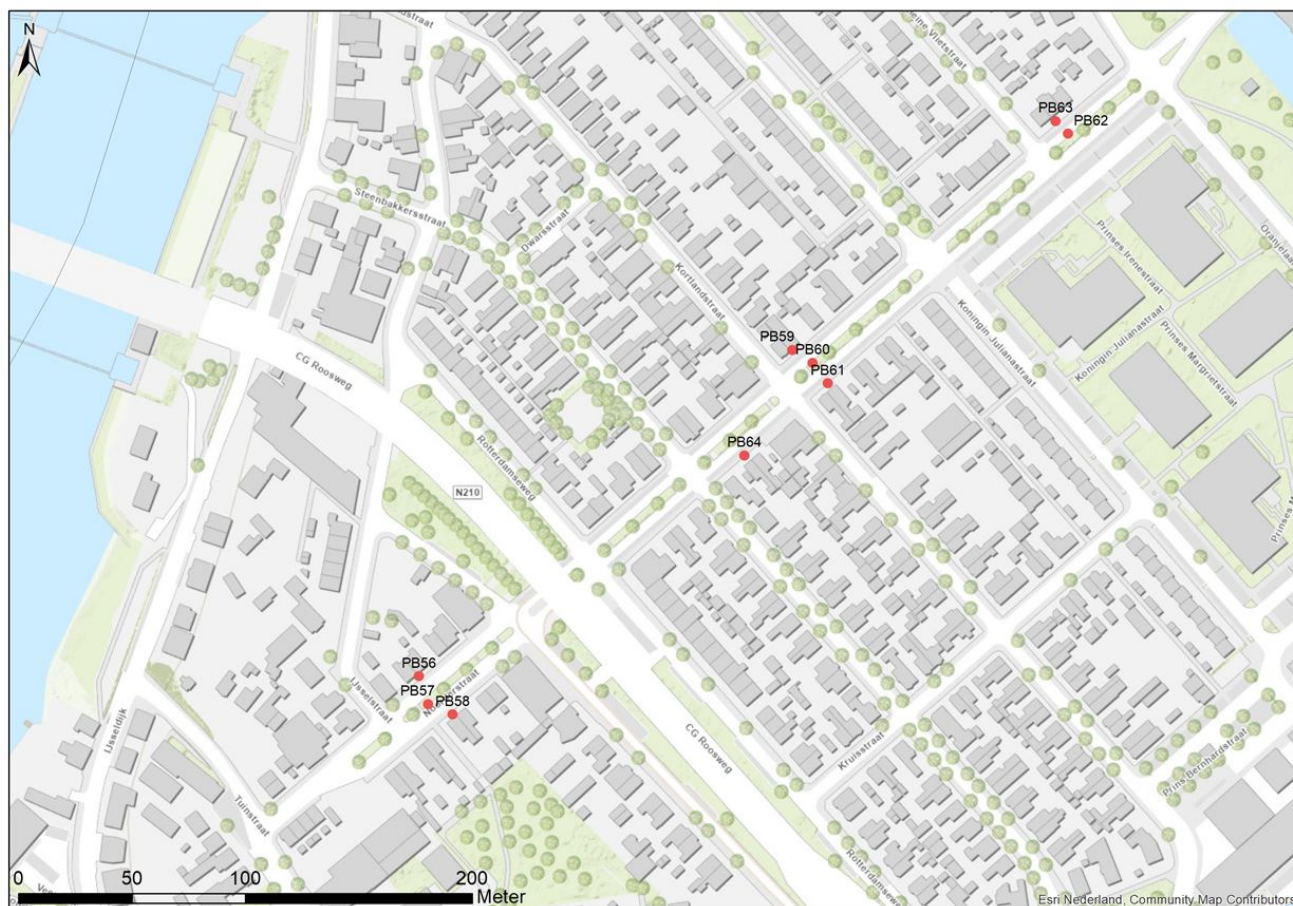 N
Steenbakkersstraat
Dwarsstraat
Kortlandstraat
PB63
PB62
Prinses Irenestraat
Koningin Julianastraat
Prinses Margrietstraat
Koningin Julianastraat
PB59
PB60
PB61
PB64
CG Roosweg
Rotterdamseweg
N210
PB56
PB57
PB58
IJsselstraat
IJsseldijk
Tuinstraat
CG Roosweg
Kruisstraat
Prins Bernhardstraat
Rotterdamseweg
0 50 100 200
Meter
Esri Nederland, Community Map Contributors